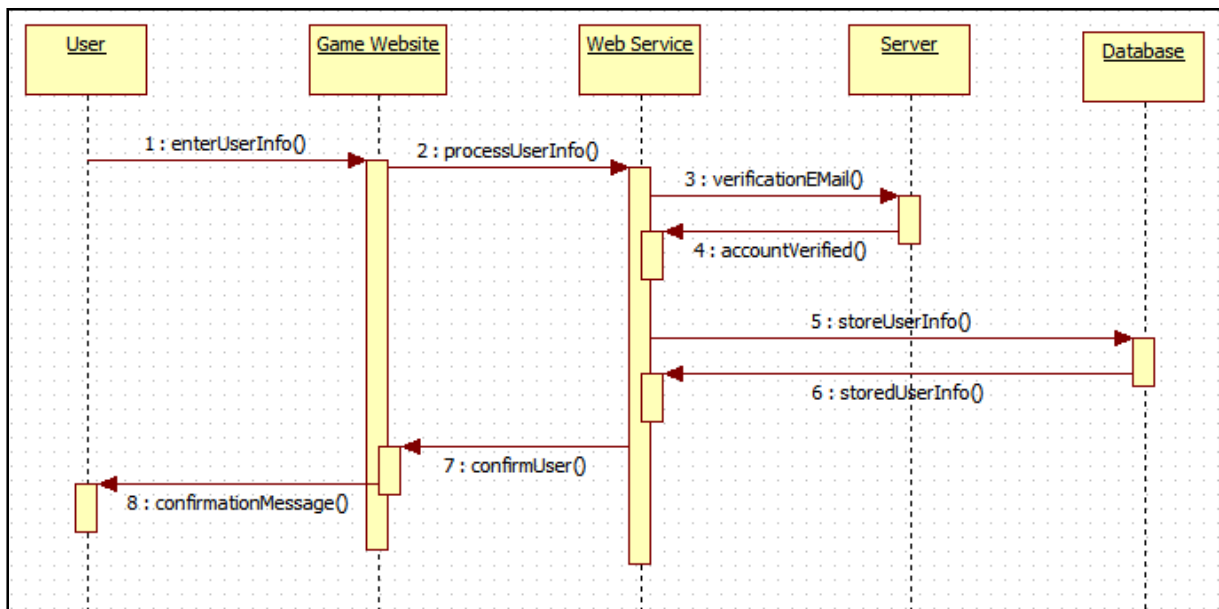 User
Game Website
Web Service
Server
Database
1 : enterUserInfo()
2 : processUserInfo()
3 : verificationEMail()
4 : accountVerified()
5 : storeUserInfo()
6 : storedUserInfo()
7 : confirmUser()
8 : confirmationMessage()